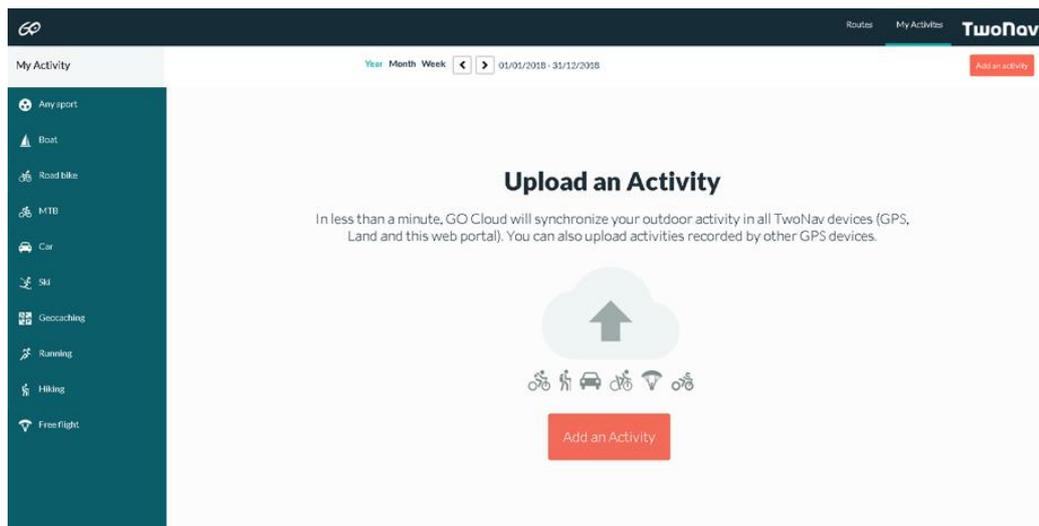 GO
Routes My Activites TwoNav
My Activity
Year Month Week 01/01/2018 - 31/12/2018
Add an activity
Any sport
Boat
Road bike
MTB
Car
Ski
Geocaching
Running
Hiking
Free flight
Upload an Activity
In less than a minute, GO Cloud will synchronize your outdoor activity in all TwoNav devices (GPS,
Land and this web portal). You can also upload activities recorded by other GPS devices.
Add an Activity